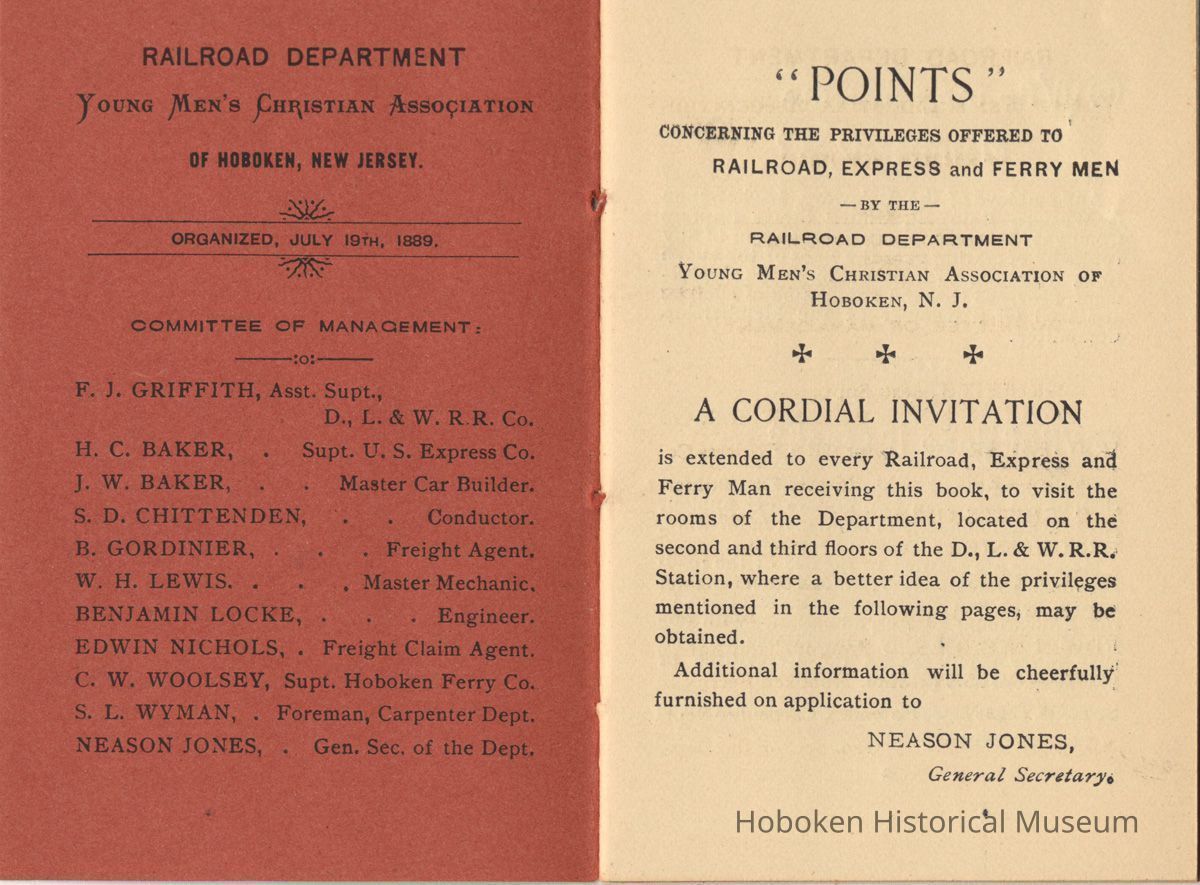 RAILROAD DEPARTMENT
YOUNG MEN'S CHRISTIAN ASSOCIATION
OF HOBOKEN, NEW JERSEY.
ORGANIZED, JULY 19TH, 1889.
COMMITTEE OF MANAGEMENT:
:o:
F. J. GRIFFITH, Asst. Supt.,
D., L. & W. R.R. Co.
H. C. BAKER, . Supt. U. S. Express Co.
J. W. BAKER, . . Master Car Builder.
S. D. CHITTENDEN, . . Conductor.
B. GORDINIER, . . . Freight Agent.
W. H. LEWIS. . . . Master Mechanic.
BENJAMIN LOCKE, . . . Engineer.
EDWIN NICHOLS, . Freight Claim Agent.
C. W. WOOLSEY, Supt. Hoboken Ferry Co.
S. L. WYMAN, . Foreman, Carpenter Dept.
NEASON JONES, . Gen. Sec. of the Dept.
"POINTS"
CONCERNING THE PRIVILEGES OFFERED TO
RAILROAD, EXPRESS and FERRY MEN
—BY THE—
RAILROAD DEPARTMENT
YOUNG MEN'S CHRISTIAN ASSOCIATION OF
HOBOKEN, N. J.
A CORDIAL INVITATION
is extended to every Railroad, Express and
Ferry Man receiving this book, to visit the
rooms of the Department, located on the
second and third floors of the D., L. & W. R.R.
Station, where a better idea of the privileges
mentioned in the following pages, may be
obtained.
Additional information will be cheerfully
furnished on application to
NEASON JONES,
General Secretary.
Hoboken Historical Museum